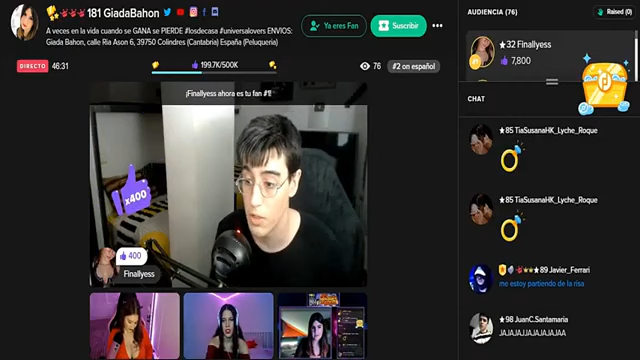 181 GiadaBahon
A veces en la vida cuando se GANA se PIERDE #losdecasa #universalovers ENVIOS:
Giada Bahon, calle Ria Ason 6, 39750 Colindres (Cantabria) España (Peluqueria)
Ya eres Fan
Suscribir
DIRECTO 46:31
199.7K/500K
76
#2 en español
¡Finallyess ahora es tu fan #1!
x400
400
Finallyess
AUDIENCIA (76)
Raised (0)
★32 Finallyess
7,800
CHAT
★85 TiaSusanaHK_Lyche_Roque
★85 TiaSusanaHK_Lyche_Roque
★89 Javier_Ferrari
me estoy partiendo de la risa
★98 JuanC.Santamaria
JAJAJAJAJAJAJAJAA